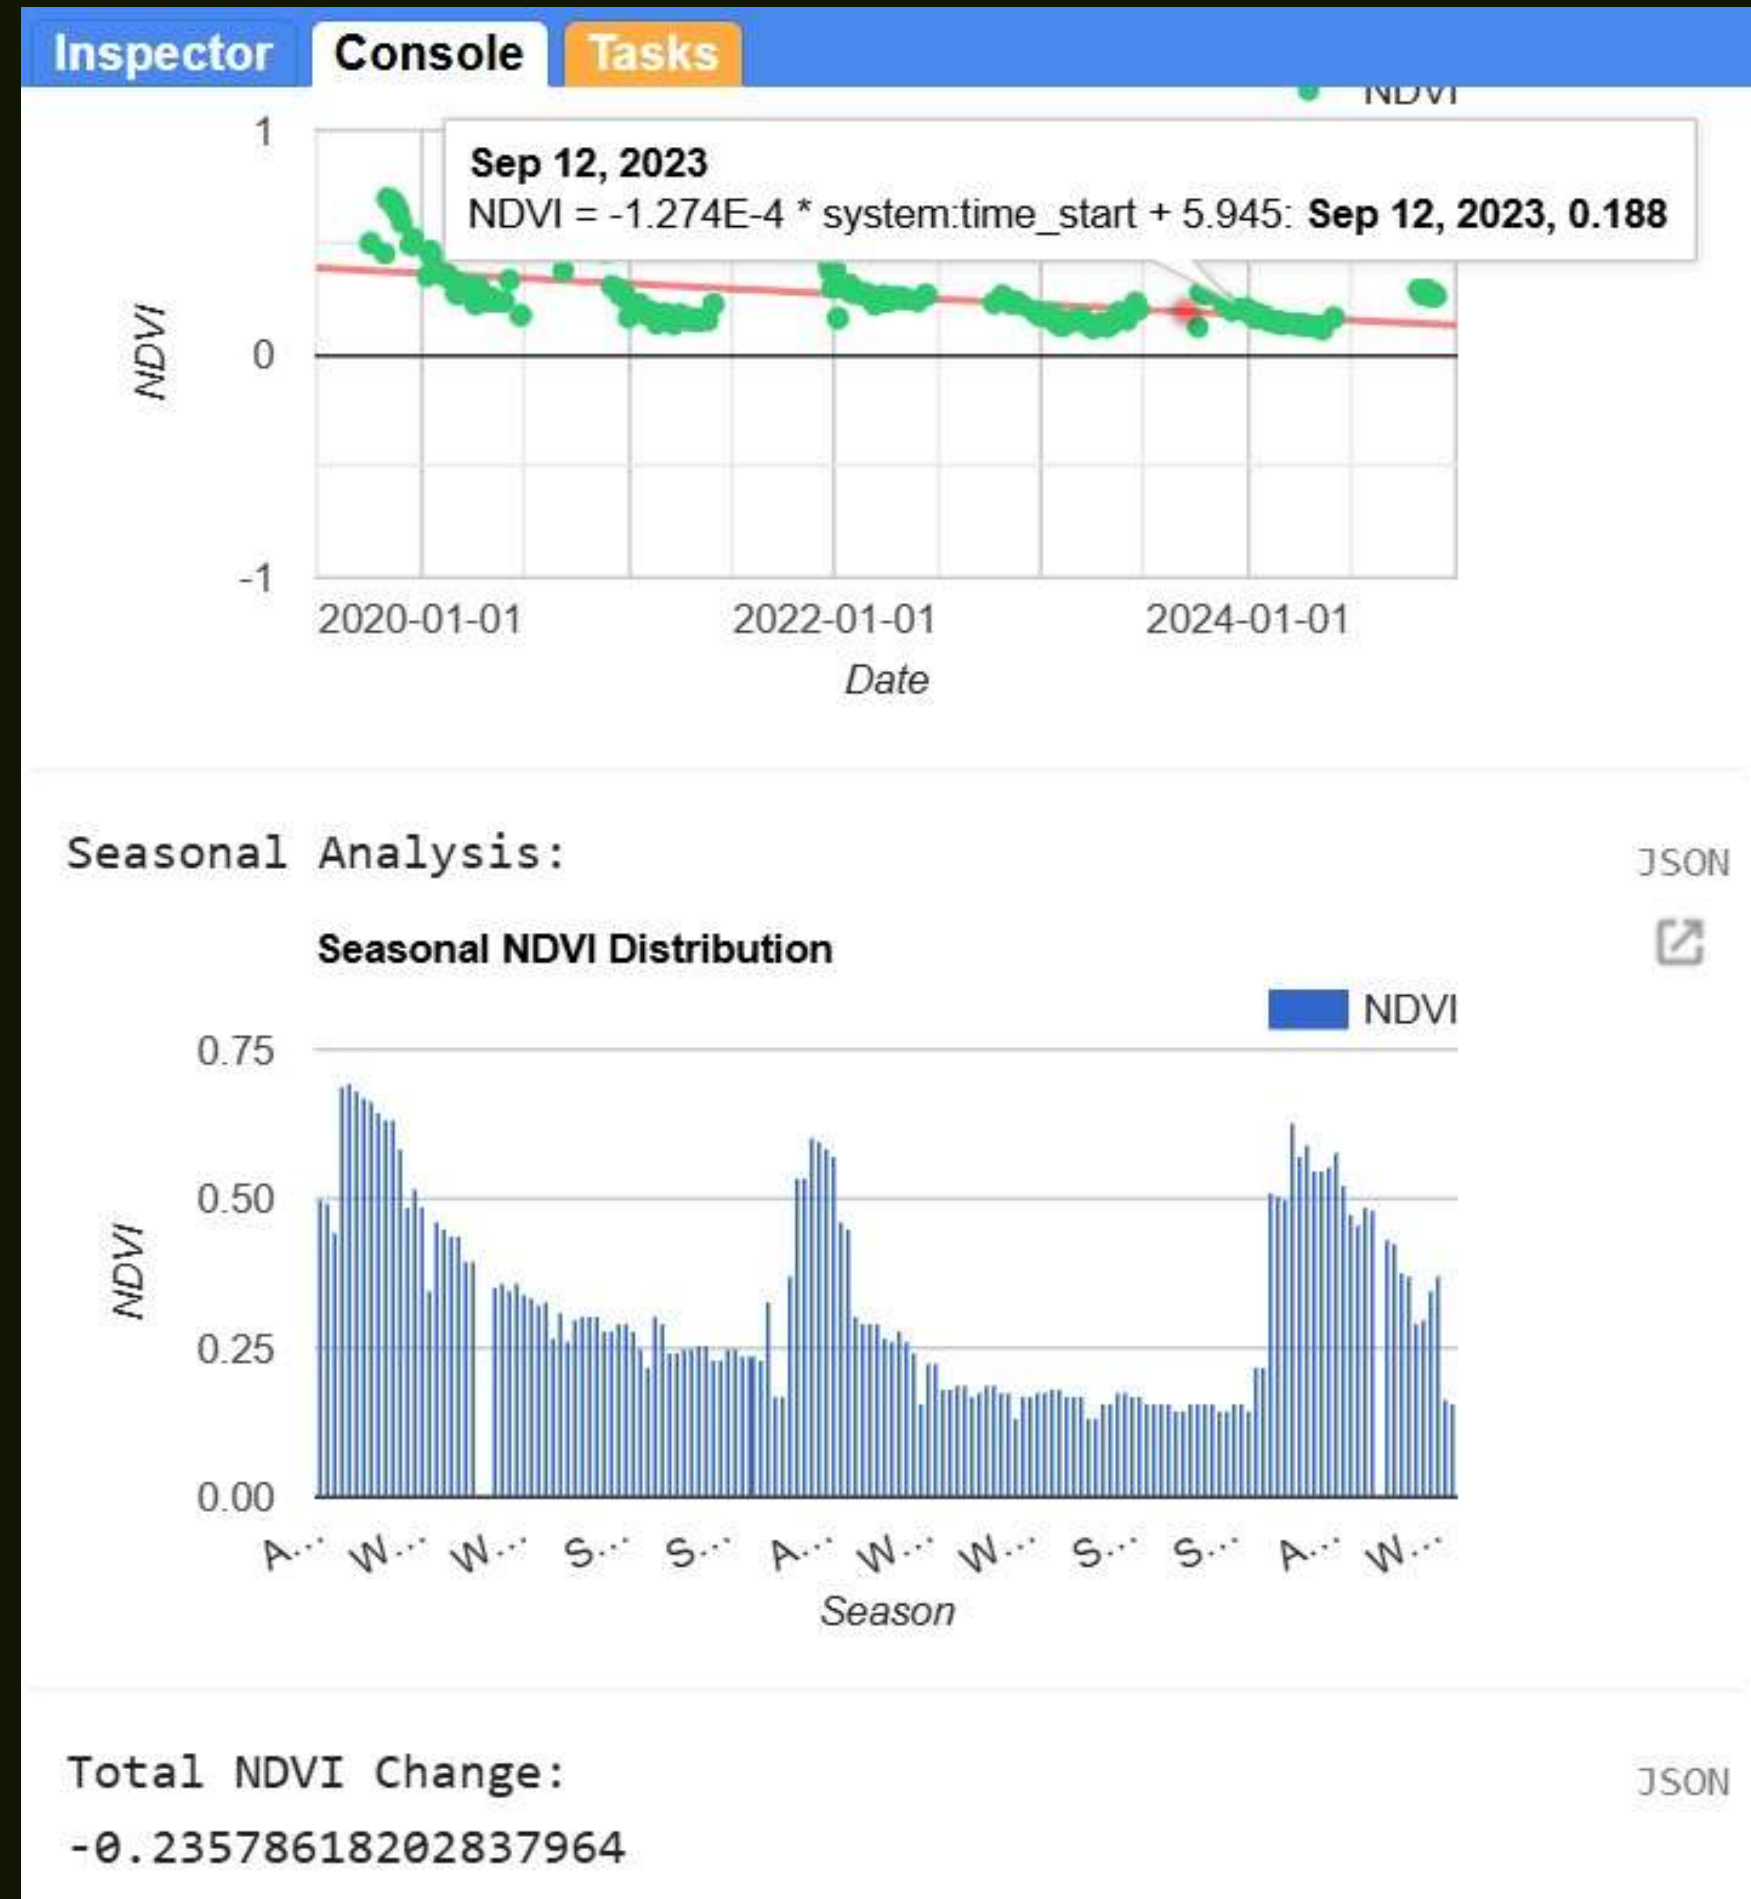 Inspector Console Tasks
NDVI
1
Sep 12, 2023
NDVI = -1.274E-4 * system:time_start + 5.945: Sep 12, 2023, 0.188
NDVI
0
-1
2020-01-01 2022-01-01 2024-01-01
Date
Seasonal Analysis:
JSON
Seasonal NDVI Distribution
NDVI
0.75
0.50
NDVI
0.25
0.00
A... W... W... S... S... A... W... W... S... S... A... W...
Season
Total NDVI Change:
JSON
-0.23578618202837964